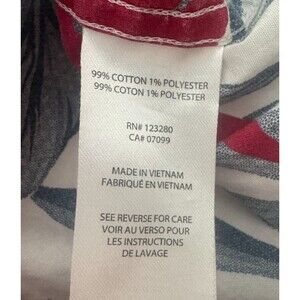 99% COTTON 1% POLYESTER
99% COTON 1% POLYESTER
RN# 123280
CA# 07099
MADE IN VIETNAM
FABRIQUÉ EN VIETNAM
SEE REVERSE FOR CARE
VOIR AU VERSO POUR
LES INSTRUCTIONS
DE LAVAGE